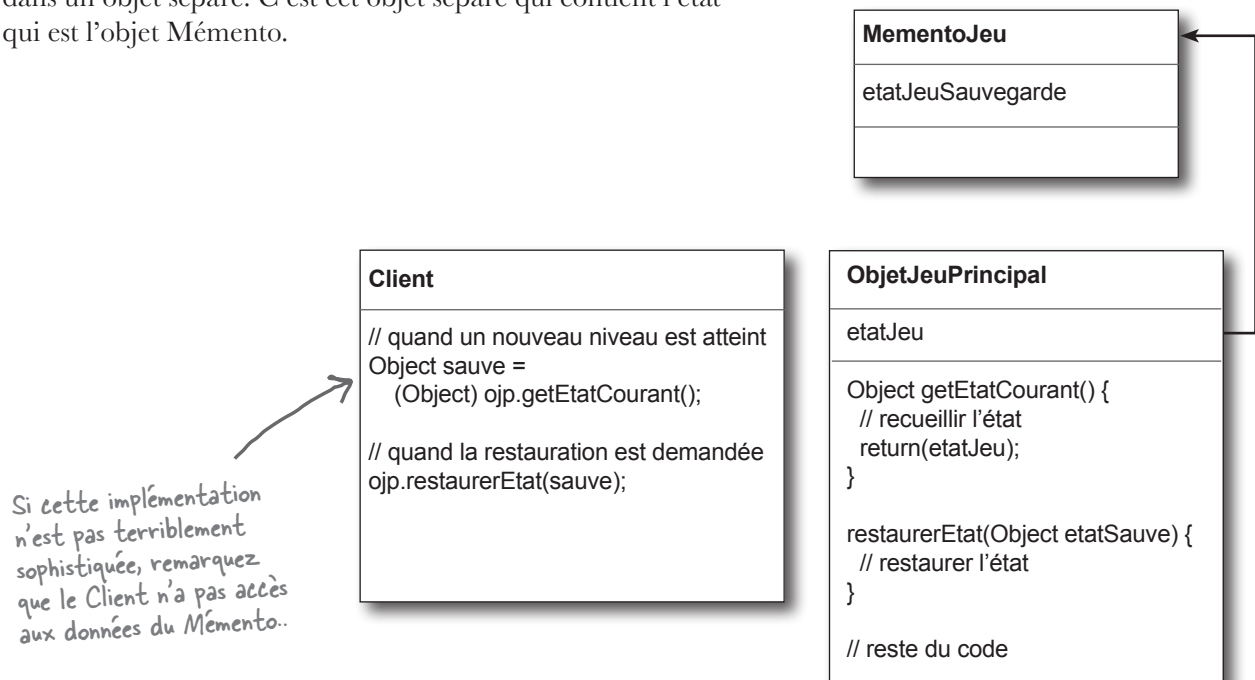 dans un objet séparé. C'est cet objet séparé qui contient l'état
qui est l'objet Mémento.
MementoJeu
etatJeuSauvegarde
Client
// quand un nouveau niveau est atteint
Object sauve =
(Object) ojp.getEtatCourant();
// quand la restauration est demandée
ojp.restaurerEtat(sauve);
ObjetJeuPrincipal
etatJeu
Object getEtatCourant() {
// recueillir l'état
return(etatJeu);
}
restaurerEtat(Object etatSauve) {
// restaurer l'état
}
// reste du code
Si cette implémentation
n'est pas terriblement
sophistiquée, remarquez
que le Client n'a pas accès
aux données du Mémento..